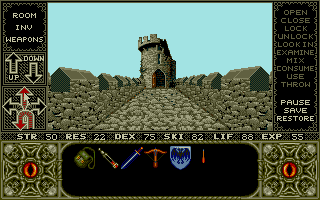 ROOM
INV
WEAPONS
UP
DOWN
OPEN
CLOSE
LOCK
UNLOCK
LOOK IN
EXAMINE
MIX
CONSUME
USE
THROW
PAUSE
SAVE
RESTORE
STR 50 RES 22 DEX 75 SKI 82 LIF 88 EXP 55